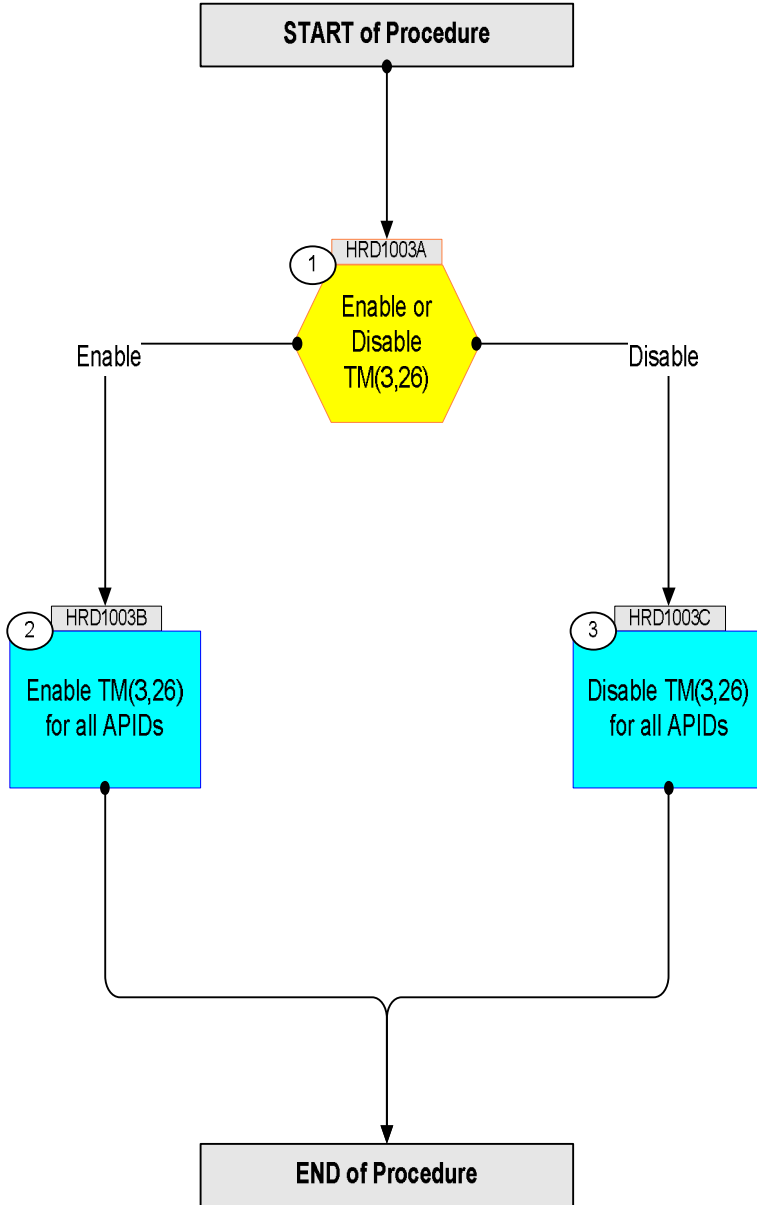 START of Procedure
HRD1003A
1
Enable or
Disable
TM(3,26)
Enable
Disable
HRD1003B
2
Enable TM(3,26)
for all APIDs
HRD1003C
3
Disable TM(3,26)
for all APIDs
END of Procedure